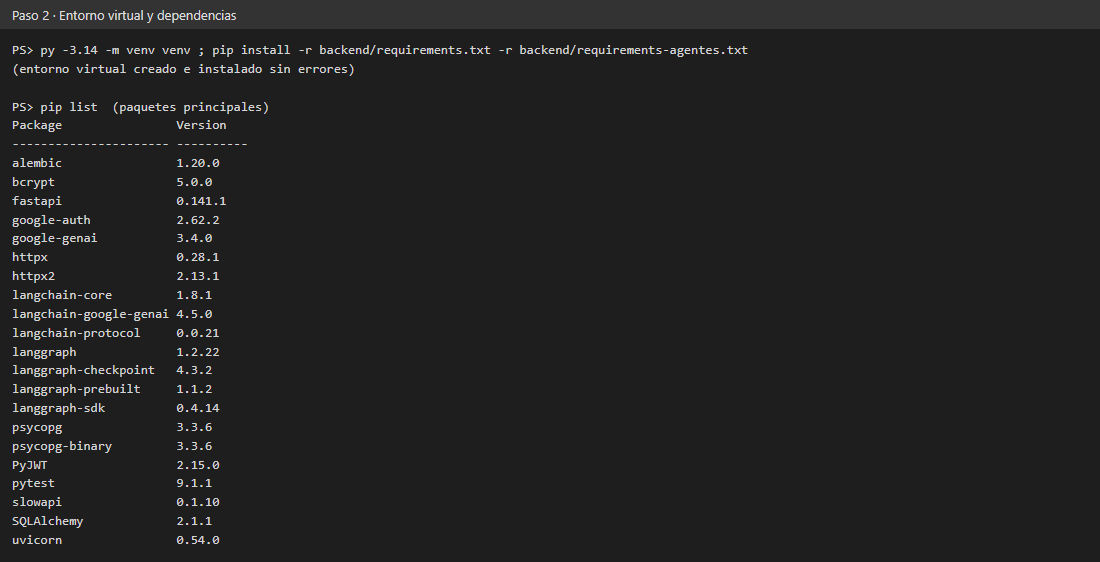 Paso 2 · Entorno virtual y dependencias
PS> py -3.14 -m venv venv ; pip install -r backend/requirements.txt -r backend/requirements-agentes.txt
(entorno virtual creado e instalado sin errores)
PS> pip list  (paquetes principales)
Package                Version
---------------------- ----------
alembic                1.20.0
bcrypt                 5.0.0
fastapi                0.141.1
google-auth            2.62.2
google-genai           3.4.0
httpx                  0.28.1
httpx2                 2.13.1
langchain-core         1.8.1
langchain-google-genai 4.5.0
langchain-protocol     0.0.21
langgraph              1.2.22
langgraph-checkpoint   4.3.2
langgraph-prebuilt     1.1.2
langgraph-sdk          0.4.14
psycopg                3.3.6
psycopg-binary         3.3.6
PyJWT                  2.15.0
pytest                 9.1.1
slowapi                0.1.10
SQLAlchemy             2.1.1
uvicorn                0.54.0